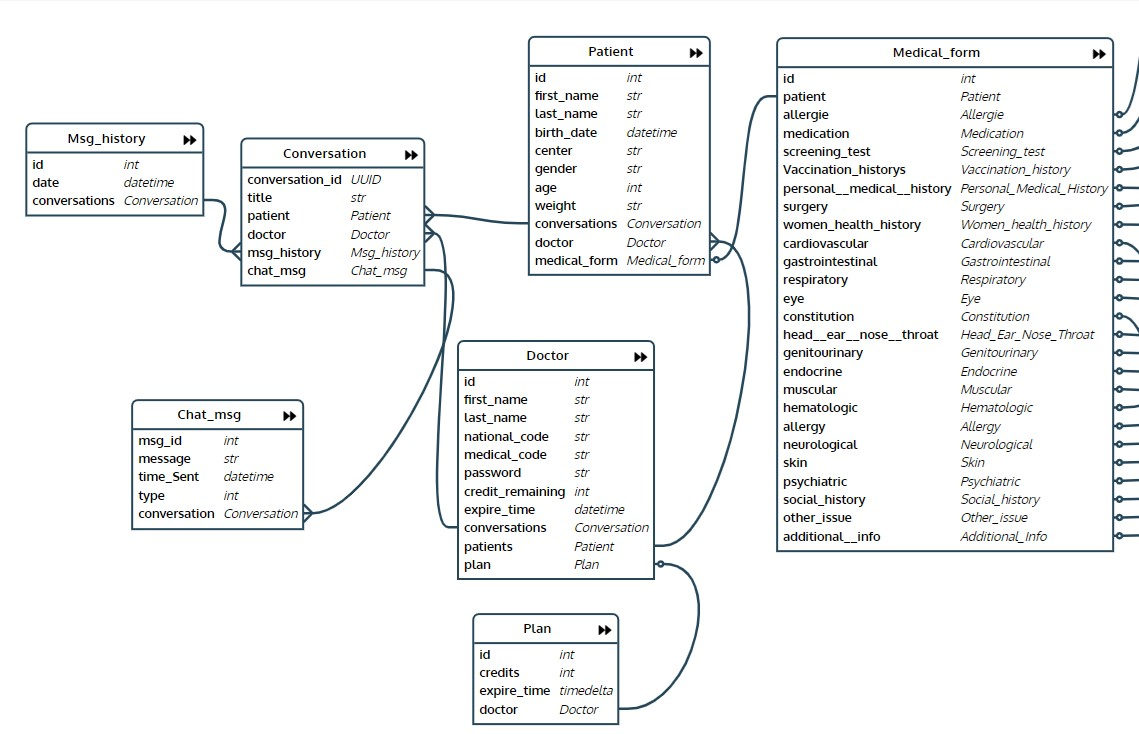 Msg_history
id int
date datetime
conversations Conversation
Conversation
conversation_id UUID
title str
patient Patient
doctor Doctor
msg_history Msg_history
chat_msg Chat_msg
Patient
id int
first_name str
last_name str
birth_date datetime
center str
gender str
age int
weight str
conversations Conversation
doctor Doctor
medical_form Medical_form
Medical_form
id int
patient Patient
allergie Allergie
medication Medication
screening_test Screening_test
Vaccination_historys Vaccination_history
personal__medical__history Personal_Medical_History
surgery Surgery
women_health_history Women_health_history
cardiovascular Cardiovascular
gastrointestinal Gastrointestinal
respiratory Respiratory
eye Eye
constitution Constitution
head__ear__nose__throat Head_Ear_Nose_Throat
genitourinary Genitourinary
endocrine Endocrine
muscular Muscular
hematologic Hematologic
allergy Allergy
neurological Neurological
skin Skin
psychiatric Psychiatric
social_history Social_history
other_issue Other_issue
additional__info Additional_Info
Doctor
id int
first_name str
last_name str
national_code str
medical_code str
password str
credit_remaining int
expire_time datetime
conversations Conversation
patients Patient
plan Plan
Chat_msg
msg_id int
message str
time_Sent datetime
type int
conversation Conversation
Plan
id int
credits int
expire_time timedelta
doctor Doctor